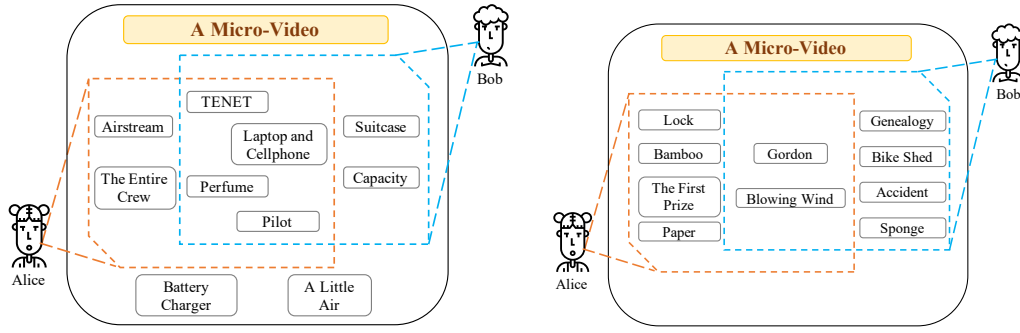 A Micro-Video
Bob
TENET
Airstream
Laptop and
Cellphone
Suitcase
The Entire
Crew
Perfume
Capacity
Pilot
Alice
Battery
Charger
A Little
Air
A Micro-Video
Bob
Lock
Genealogy
Bamboo
Gordon
Bike Shed
The First
Prize
Blowing Wind
Accident
Paper
Sponge
Alice